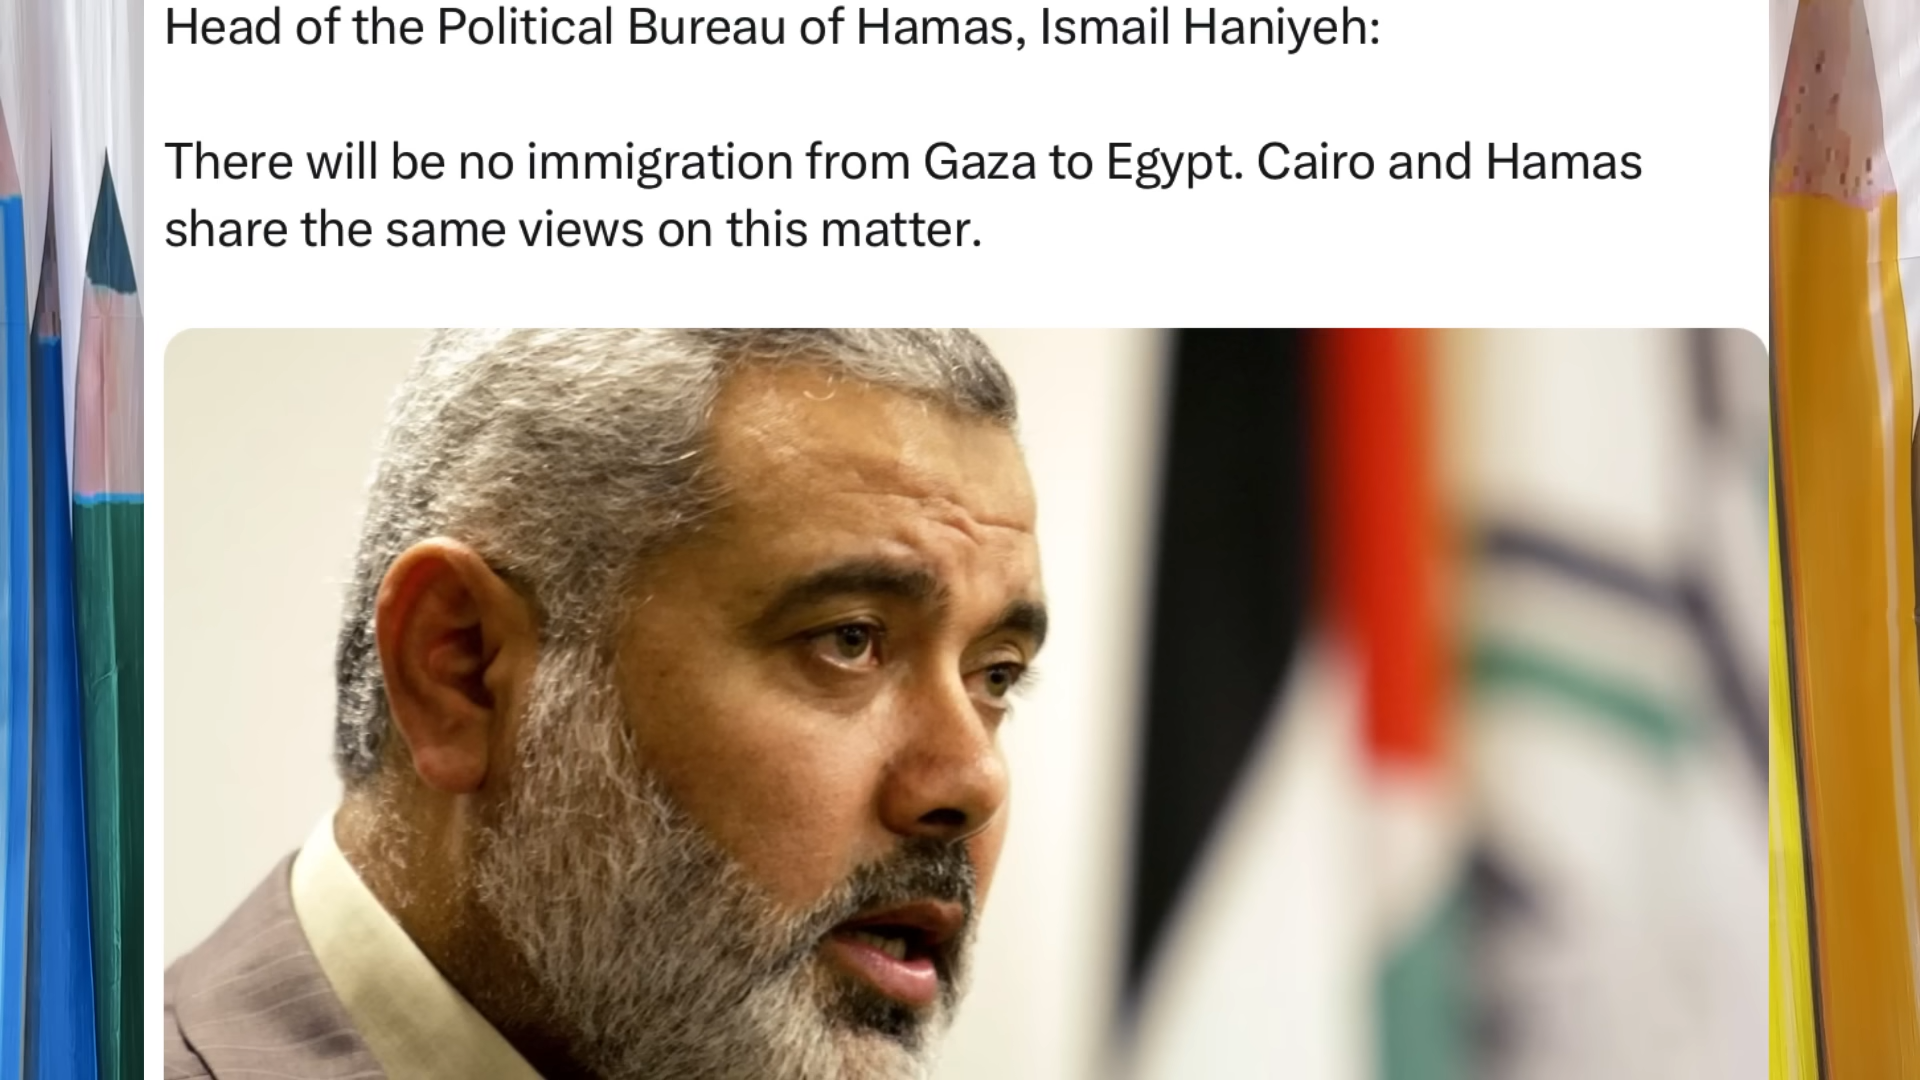 Head of the Political Bureau of Hamas, Ismail Haniyeh:
There will be no immigration from Gaza to Egypt. Cairo and Hamas
share the same views on this matter.